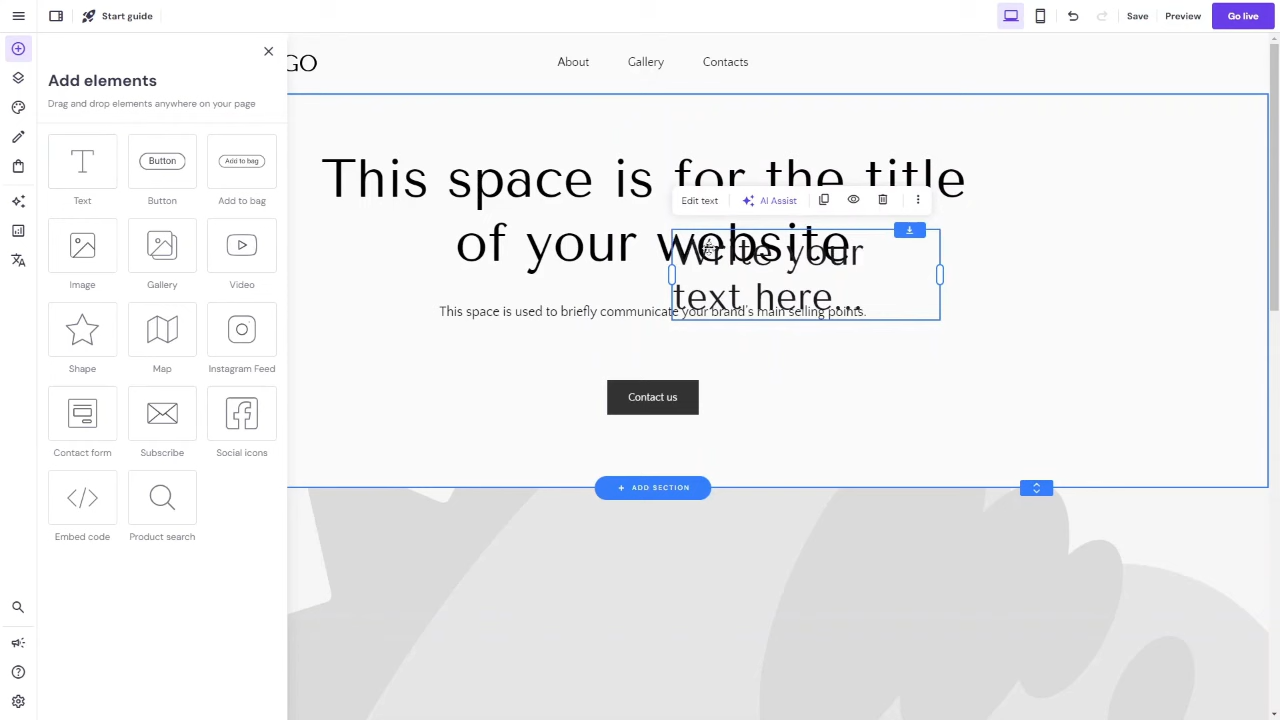 Start guide
Save
Preview
Go live
Add elements
Drag and drop elements anywhere on your page
Text
Button
Button
Add to bag
Add to bag
Image
Gallery
Video
Shape
Map
Instagram Feed
Contact form
Subscribe
Social icons
Embed code
Product search
GO
About
Gallery
Contacts
This space is for the title
of your website
Edit text
AI Assist
Write your
text here...
This space is used to briefly communicate your brand's main selling points.
Contact us
+ ADD SECTION